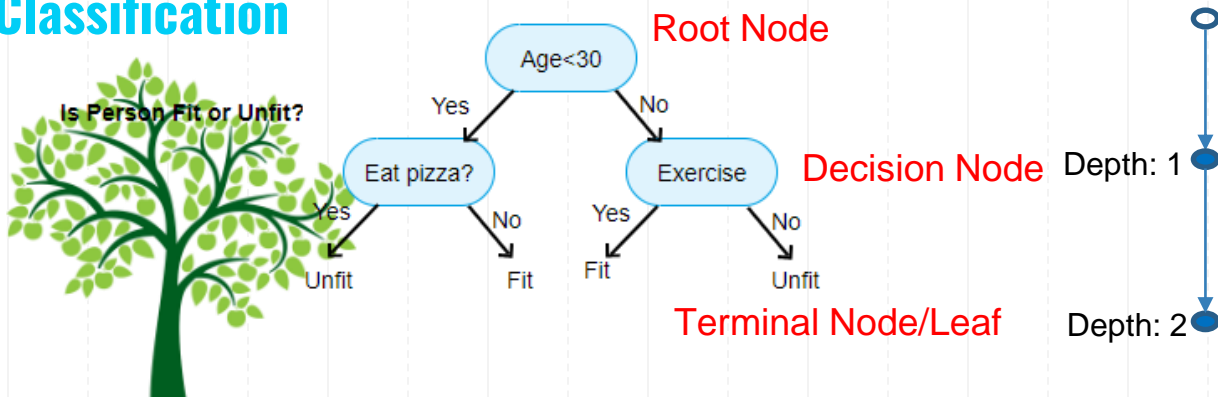 Classification
Root Node
Age<30
Is Person Fit or Unfit?
Yes
No
Eat pizza?
Exercise
Decision Node
Depth: 1
Yes
No
Yes
No
Unfit
Fit
Fit
Unfit
Terminal Node/Leaf
Depth: 2